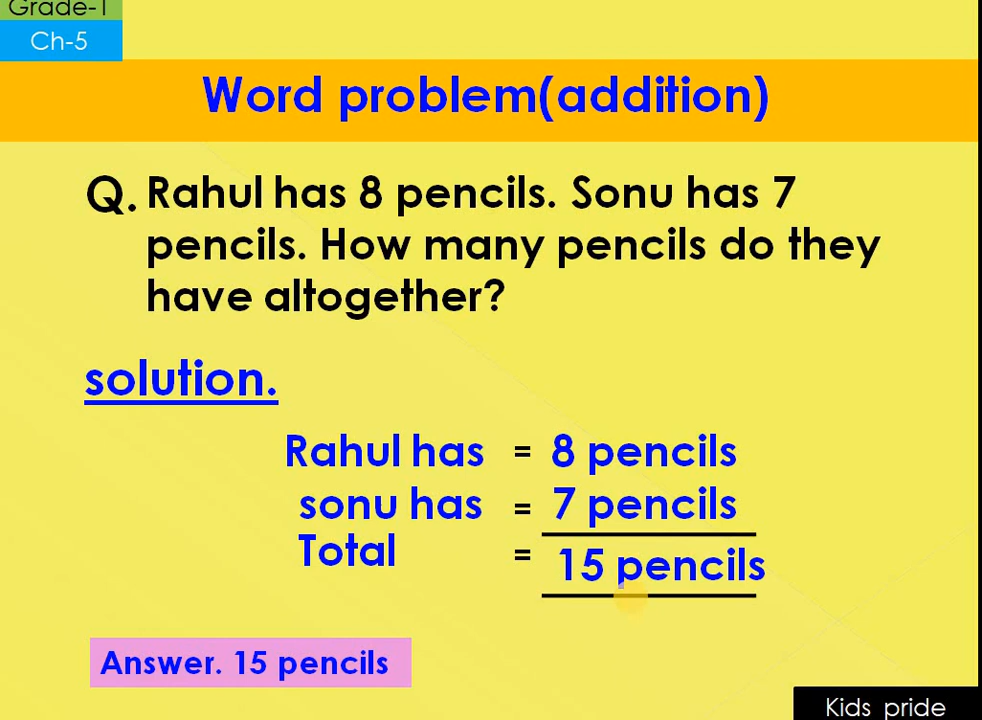 Grade-1
Ch-5
Word problem(addition)
Q. Rahul has 8 pencils. Sonu has 7
pencils. How many pencils do they
have altogether?
solution.
Rahul has = 8 pencils
sonu has = 7 pencils
Total = 15 pencils
Answer. 15 pencils
Kids pride